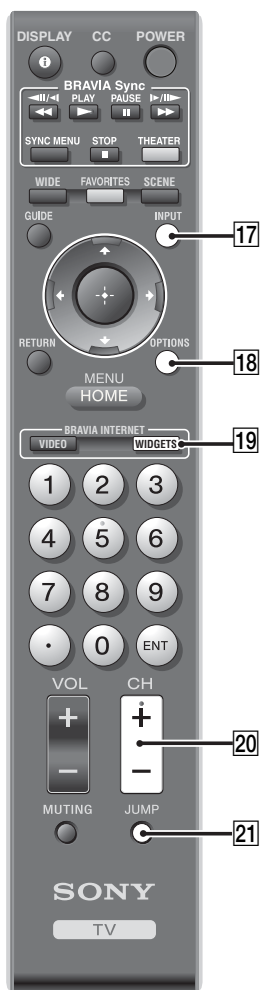 DISPLAY CC POWER
BRAVIA Sync
PLAY PAUSE
SYNC MENU STOP THEATER
WIDE FAVORITES SCENE
GUIDE INPUT
17
RETURN OPTIONS
18
MENU
HOME
BRAVIA INTERNET
VIDEO WIDGETS
19
1 2 3
4 5 6
7 8 9
· 0 ENT
VOL CH
+ +
20
− −
MUTING JUMP
21
SONY
TV